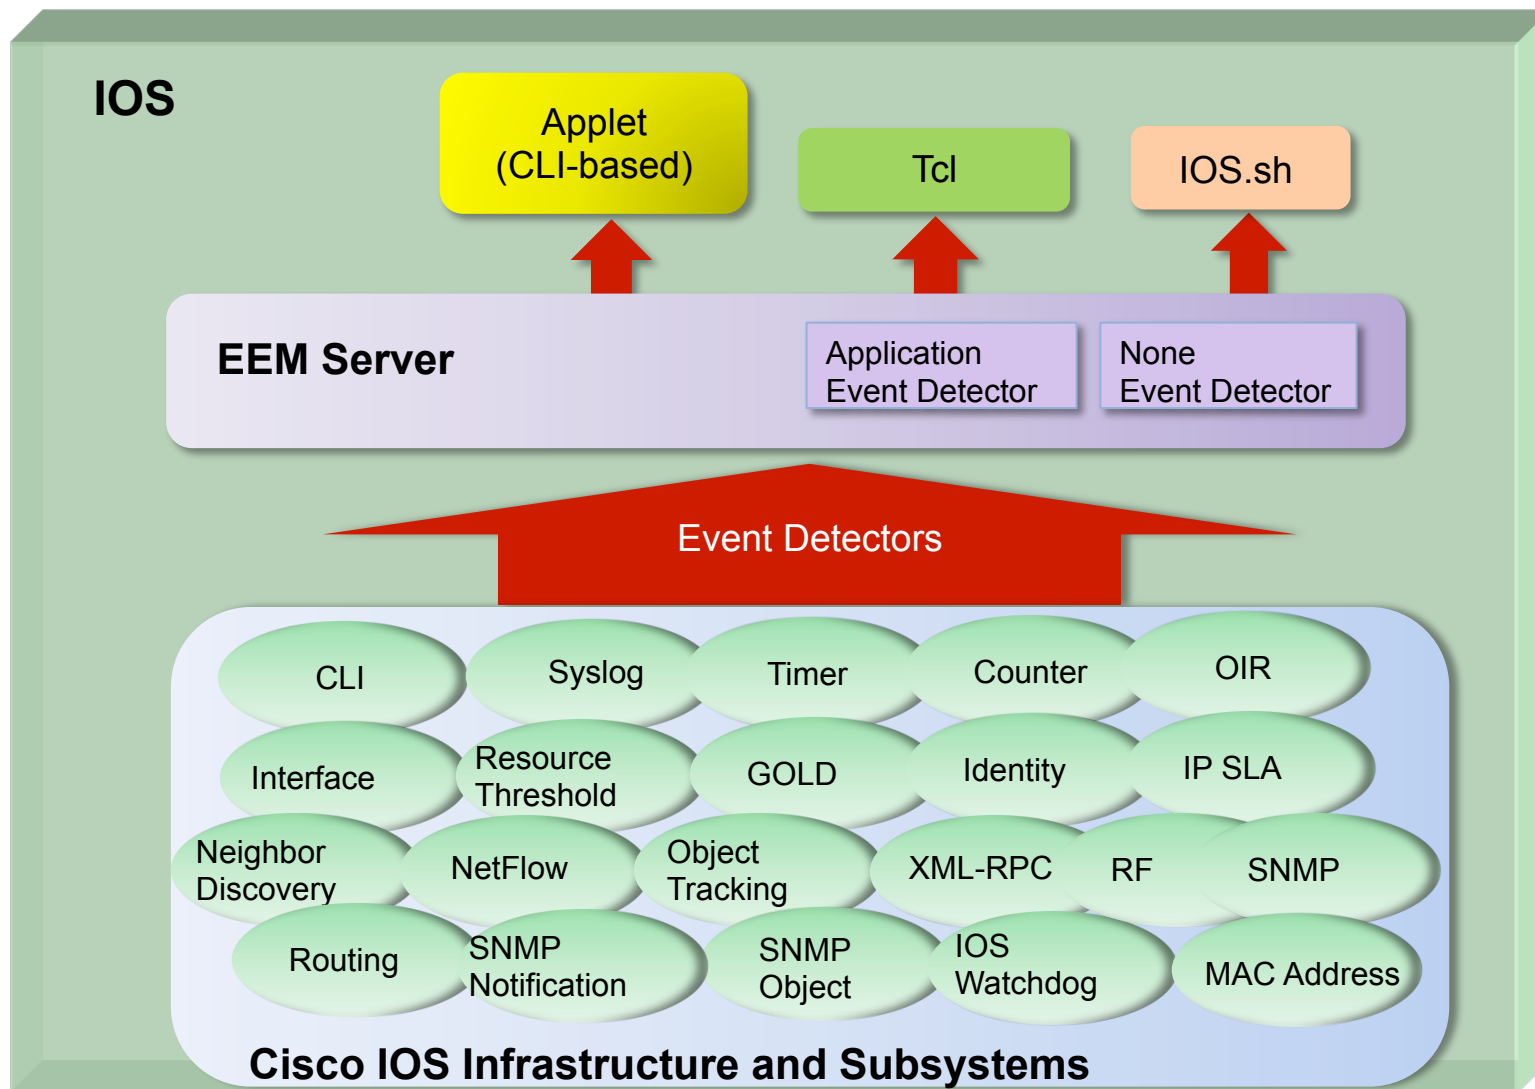 IOS
Applet
(CLI-based)
Tcl
IOS.sh
EEM Server
Application
Event Detector
None
Event Detector
Event Detectors
CLI
Syslog
Timer
Counter
OIR
Interface
Resource
Threshold
GOLD
Identity
IP SLA
Neighbor
Discovery
NetFlow
Object
Tracking
XML-RPC
RF
SNMP
Routing
SNMP
Notification
SNMP
Object
IOS
Watchdog
MAC Address
Cisco IOS Infrastructure and Subsystems